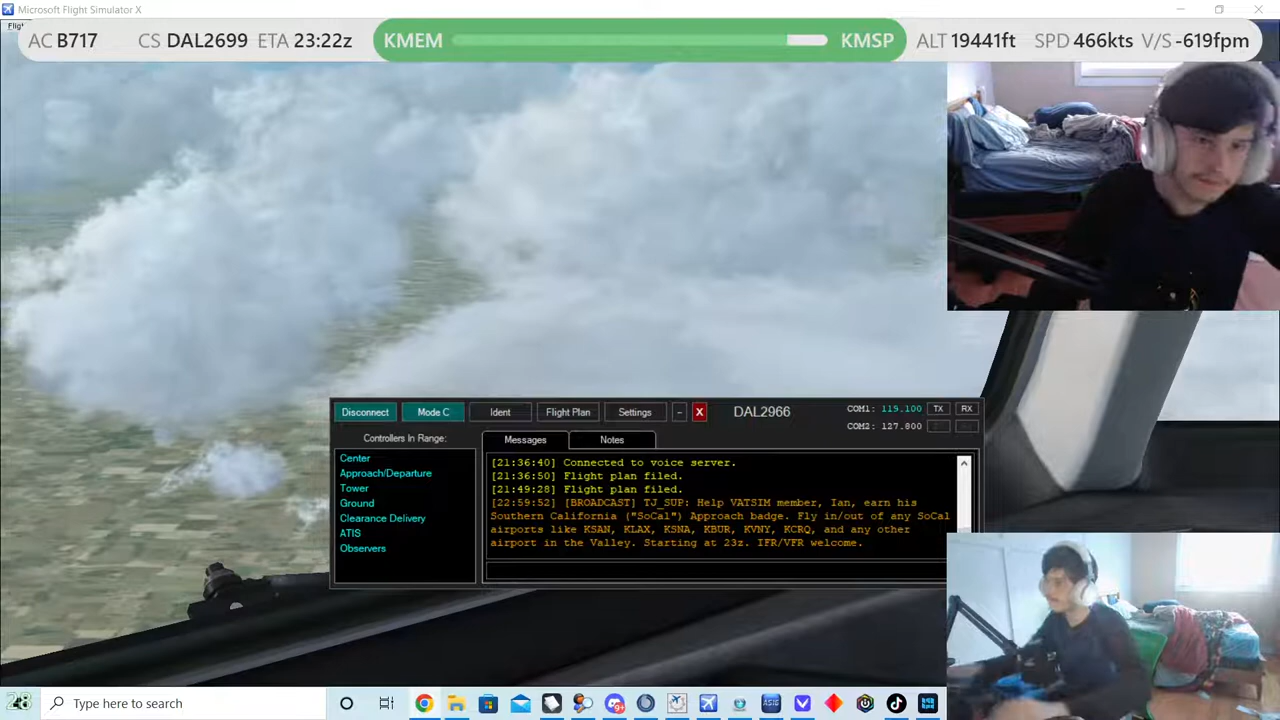 Microsoft Flight Simulator X
AC B717 CS DAL2699 ETA 23:22z KMEM KMSP ALT 19441ft SPD 466kts V/S -619fpm
Disconnect Mode C Ident Flight Plan Settings – X DAL2966 COM1: 119.100 TX RX
COM2: 127.800
Controllers In Range:
Center
Approach/Departure
Tower
Ground
Clearance Delivery
ATIS
Observers
Messages Notes
[21:36:40] Connected to voice server.
[21:36:50] Flight plan filed.
[21:49:28] Flight plan filed.
[22:59:52] [BROADCAST] TJ_SUP: Help VATSIM member, Ian, earn his
Southern California ("SoCal") Approach badge. Fly in/out of any SoCal
airports like KSAN, KLAX, KSNA, KBUR, KVNY, KCRQ, and any other
airport in the Valley. Starting at 23z. IFR/VFR welcome.
Type here to search